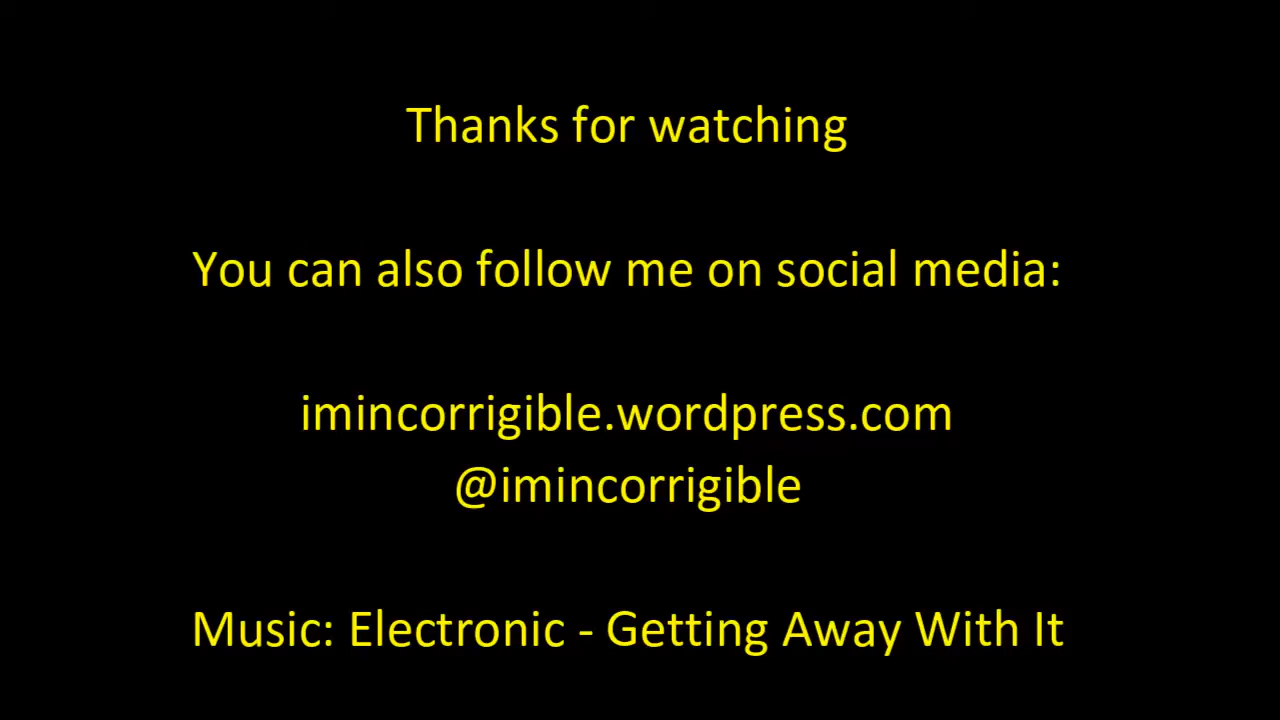 Thanks for watching
You can also follow me on social media:
imincorrigible.wordpress.com
@imincorrigible
Music: Electronic - Getting Away With It